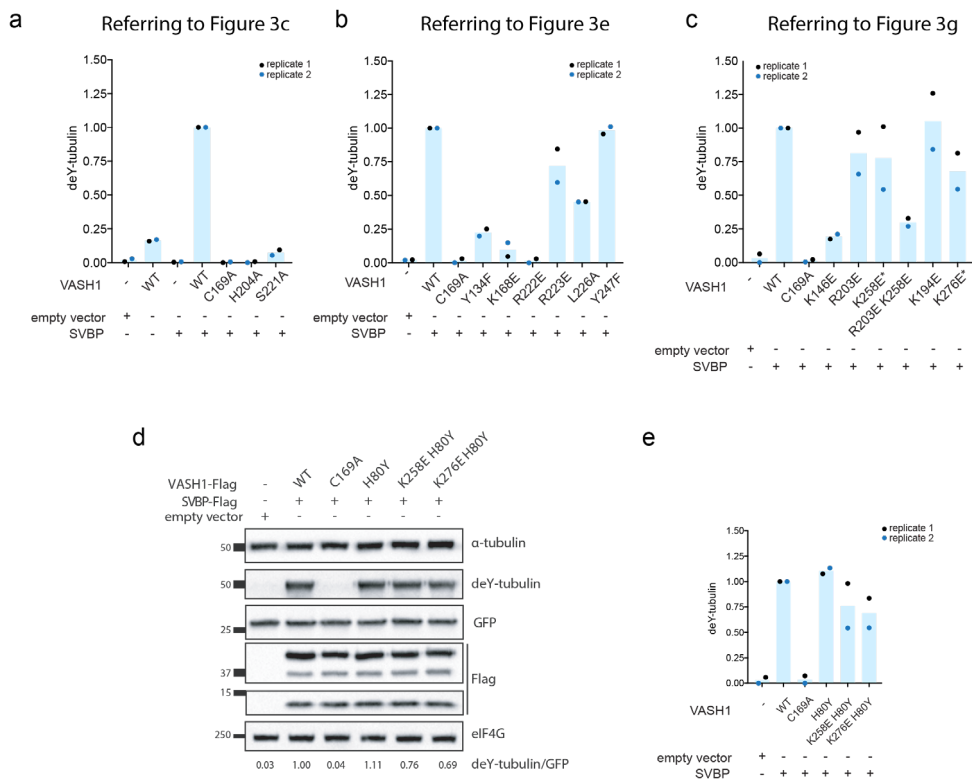 a
Referring to Figure 3c
b
Referring to Figure 3e
c
Referring to Figure 3g
1.50
1.25
1.00
0.75
0.50
0.25
0.00
deY-tubulin
replicate 1
replicate 2
VASH1
-
WT
-
WT
C169A
H204A
S221A
empty vector
+ - - - - - -
SVBP
- - + + + + +
1.50
1.25
1.00
0.75
0.50
0.25
0.00
deY-tubulin
replicate 1
replicate 2
VASH1
-
WT
C169A
Y134F
K168E
R222E
R223E
L226A
Y247F
empty vector
+ - - - - - - - -
SVBP
- + + + + + + + +
1.50
1.25
1.00
0.75
0.50
0.25
0.00
deY-tubulin
replicate 1
replicate 2
VASH1
-
WT
C169A
K146E
R203E
K258E*
R203E K258E
K194E
K276E*
empty vector
+ - - - - - - - -
SVBP
- + + + + + + + +
d
VASH1-Flag
-
WT
C169A
H80Y
K258E H80Y
K276E H80Y
SVBP-Flag - + + + + +
empty vector + - - - - -
50
α-tubulin
50
deY-tubulin
25
GFP
37
Flag
15
250
eIF4G
0.03 1.00 0.04 1.11 0.76 0.69 deY-tubulin/GFP
e
1.50
1.25
1.00
0.75
0.50
0.25
0.00
deY-tubulin
replicate 1
replicate 2
VASH1
-
WT
C169A
H80Y
K258E H80Y
K276E H80Y
empty vector
+ - - - - -
SVBP
- + + + + +